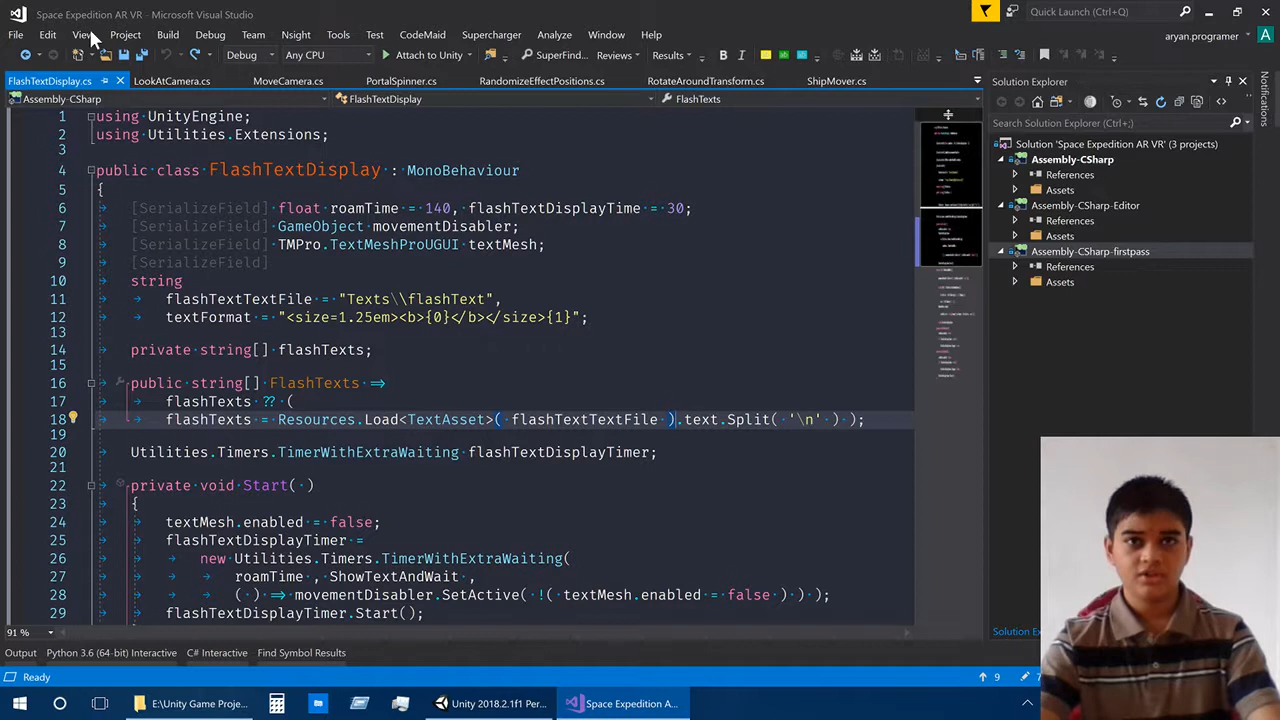 Space Expedition AR VR - Microsoft Visual Studio
Quick Launch (Ctrl+Q)
File Edit View Project Build Debug Team Nsight Tools Test CodeMaid Supercharger Analyze Window Help
aryan.programer A
Debug Any CPU Attach to Unity SuperFind... Reviews Results
FlashTextDisplay.cs LookAtCamera.cs MoveCamera.cs PortalSpinner.cs RandomizeEffectPositions.cs RotateAroundTransform.cs ShipMover.cs
Solution Explorer
Notifications
Assembly-CSharp FlashTextDisplay FlashTexts
Search Solution Explorer (Ctrl+;)
1 using UnityEngine;
2 using Utilities.Extensions;
3
4 public class FlashTextDisplay : MonoBehaviour
5 {
6 [SerializeField] float roamTime = 140, flashTextDisplayTime = 30;
7 [SerializeField] GameObject movementDisabler;
8 [SerializeField] TMPro.TextMeshProUGUI textMesh;
9 [SerializeField]
10 string
11 flashTextTextFile = "Texts\\flashText",
12 textFormat = "<size=1.25em><b>{0}</b></size>{1}";
13
14 private string[] flashTexts;
15
16 public string[] FlashTexts =>
17 flashTexts ?? (
18 flashTexts = Resources.Load<TextAsset>( flashTextTextFile ).text.Split( '\n' ) );
19
20 Utilities.Timers.TimerWithExtraWaiting flashTextDisplayTimer;
21
22 private void Start( )
23 {
24 textMesh.enabled = false;
25 flashTextDisplayTimer =
26 new Utilities.Timers.TimerWithExtraWaiting(
27 roamTime , ShowTextAndWait ,
28 ( ) => movementDisabler.SetActive( !( textMesh.enabled = false ) ) );
29 flashTextDisplayTimer.Start();
Solution 'Space Expedition AR VR' (3 projects)
Assembly-CSharp
References
Assets
Assembly-CSharp-Editor
References
Assets
Assembly-CSharp-firstpass
References
Assets
91 %
Solution Ex
Output Python 3.6 (64-bit) Interactive C# Interactive Find Symbol Results
Ready
9
E:\Unity Game Proj... Unity 2018.2.1f1 Per... Space Expedition A...